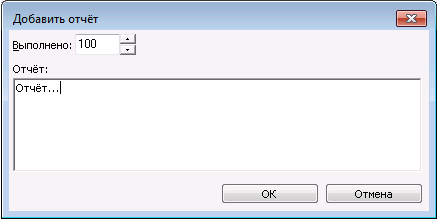 Добавить отчёт
Выполнено: 100
Отчёт:
Отчёт...
OK
Отмена